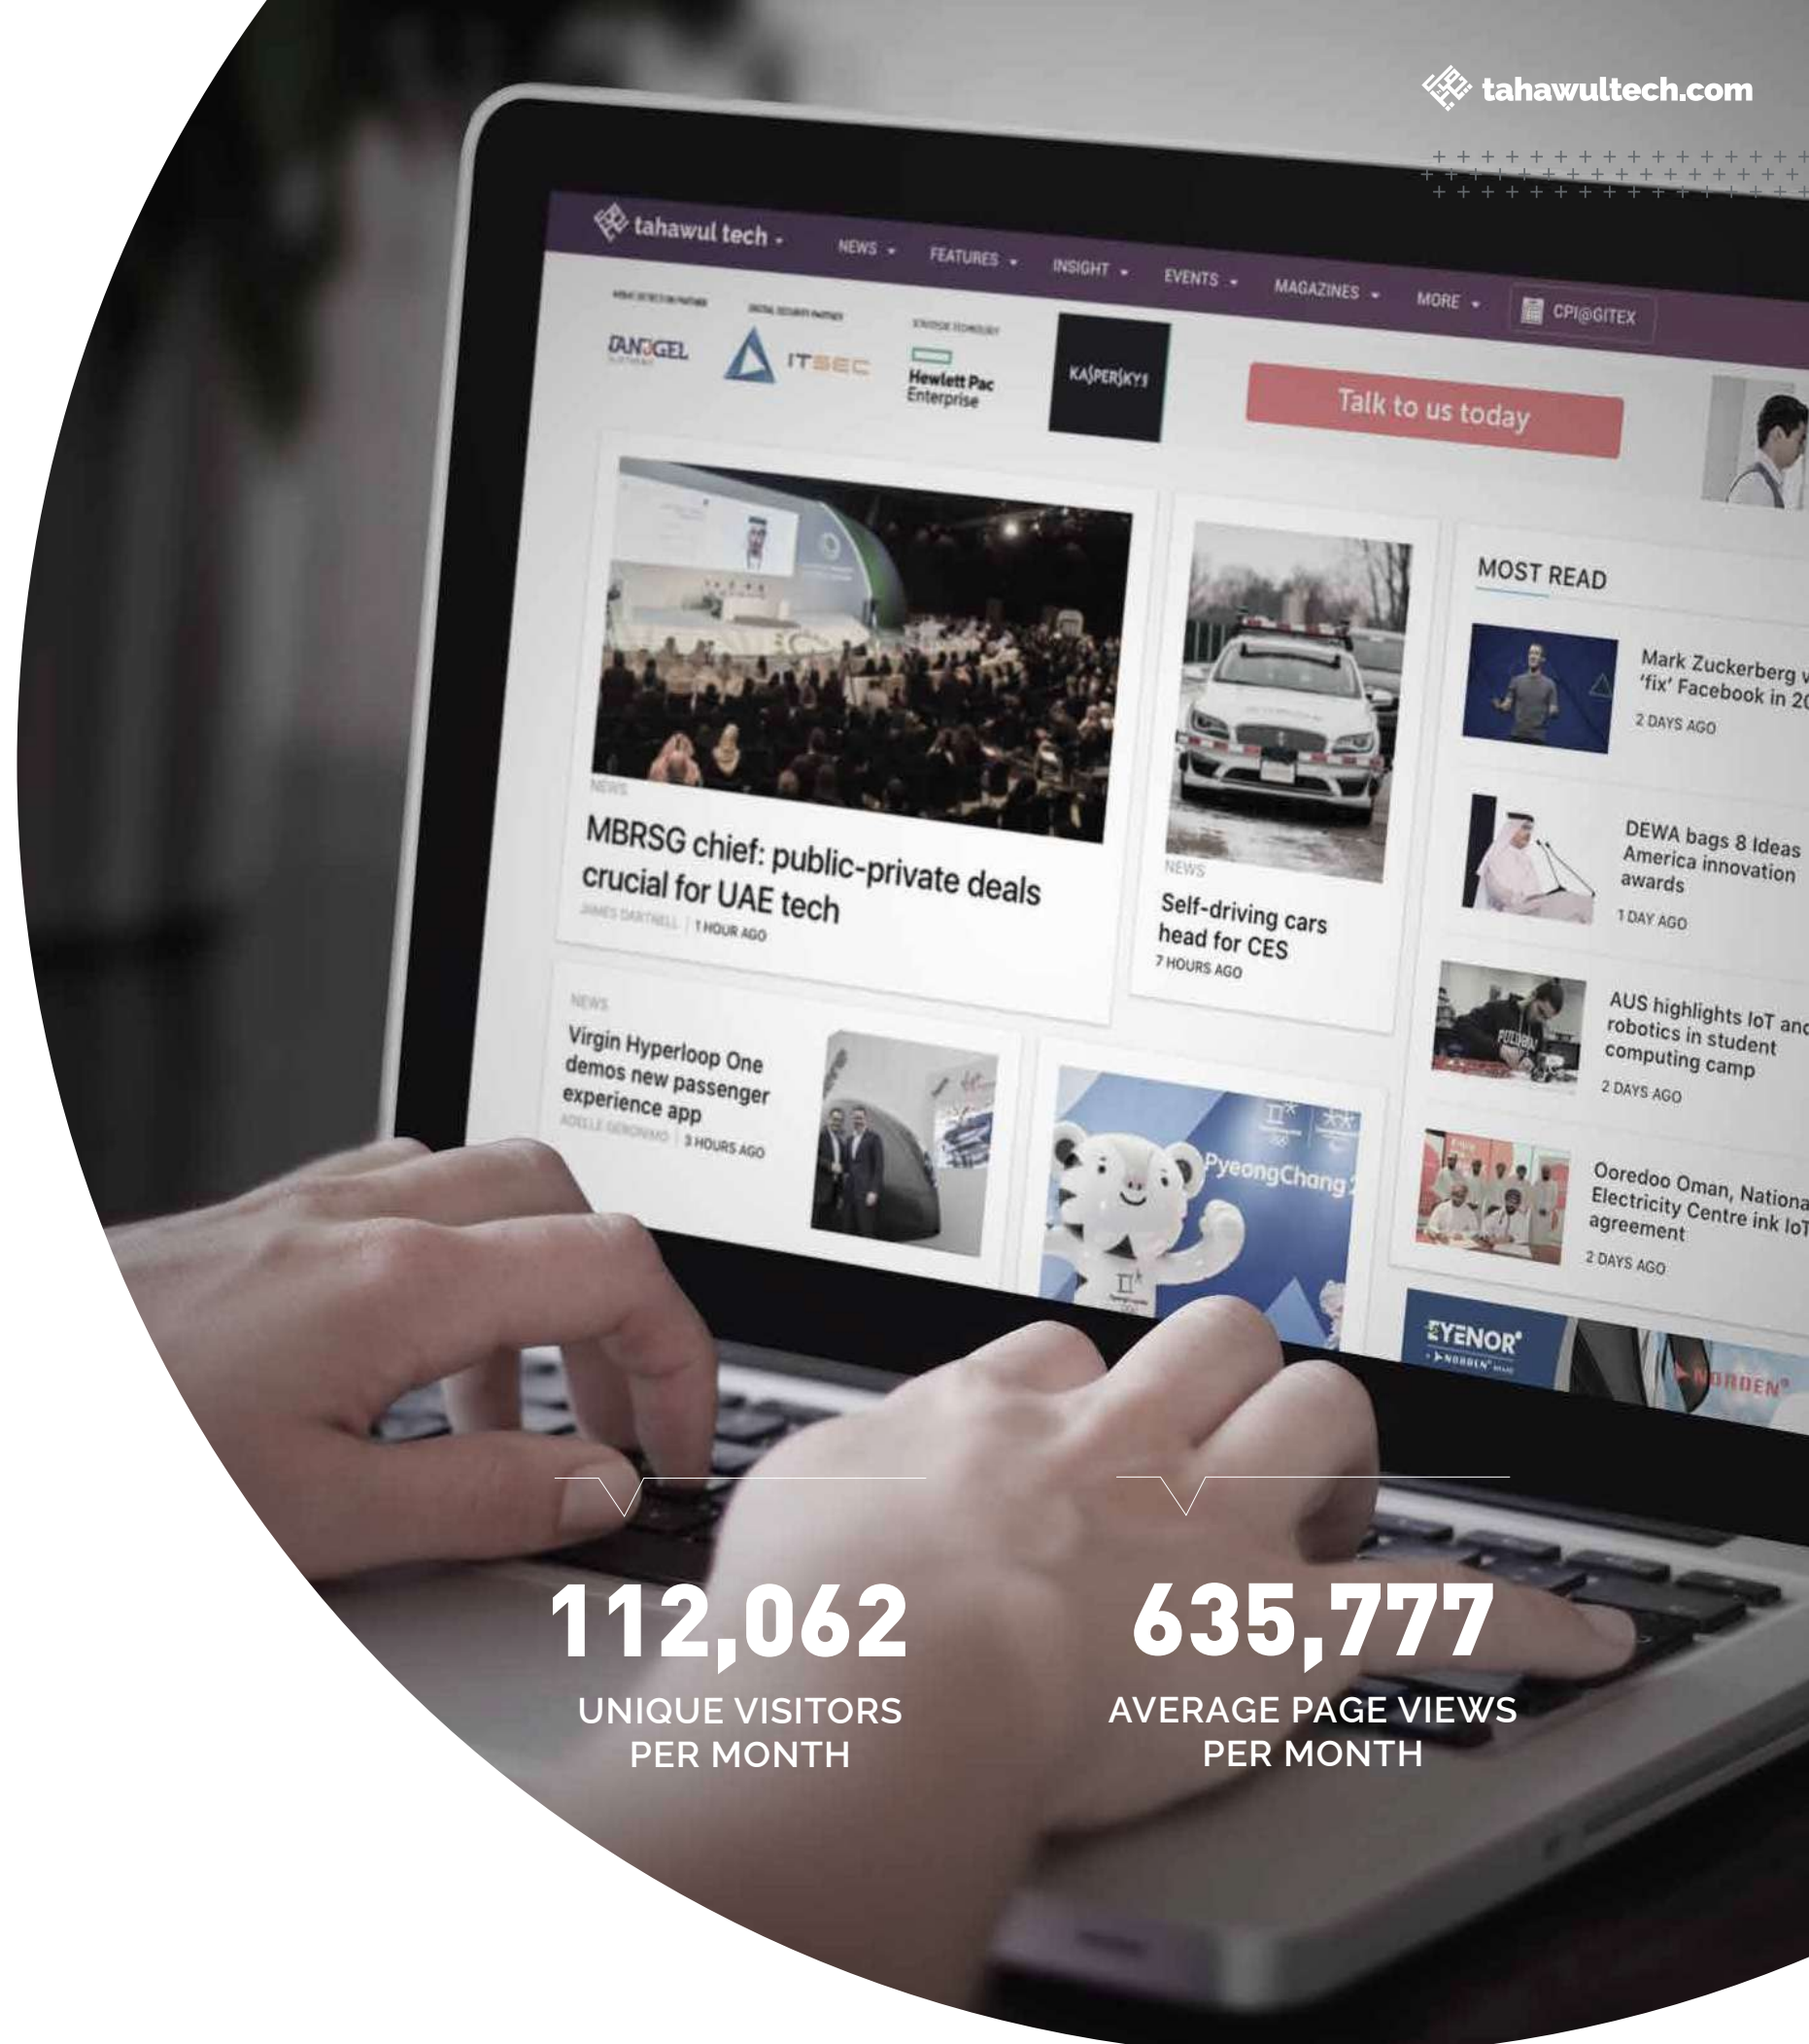 tahawultech.com
tahawul tech
NEWS
FEATURES
INSIGHT
EVENTS
MAGAZINES
MORE
CPI@GITEX
ITSEC
Hewlett Pac
Enterprise
KASPERSKY
Talk to us today
NEWS
MBRSG chief: public-private deals
crucial for UAE tech
JAMES DARTNELL | 1 HOUR AGO
NEWS
Self-driving cars
head for CES
7 HOURS AGO
NEWS
Virgin Hyperloop One
demos new passenger
experience app
ADELLE GERONIMO | 3 HOURS AGO
PyeongChang
MOST READ
Mark Zuckerberg v
‘fix’ Facebook in 20
2 DAYS AGO
DEWA bags 8 Ideas
America innovation
awards
1 DAY AGO
AUS highlights IoT and
robotics in student
computing camp
2 DAYS AGO
Ooredoo Oman, Nationa
Electricity Centre ink IoT
agreement
2 DAYS AGO
EYENOR
NORDEN
112,062
UNIQUE VISITORS
PER MONTH
635,777
AVERAGE PAGE VIEWS
PER MONTH